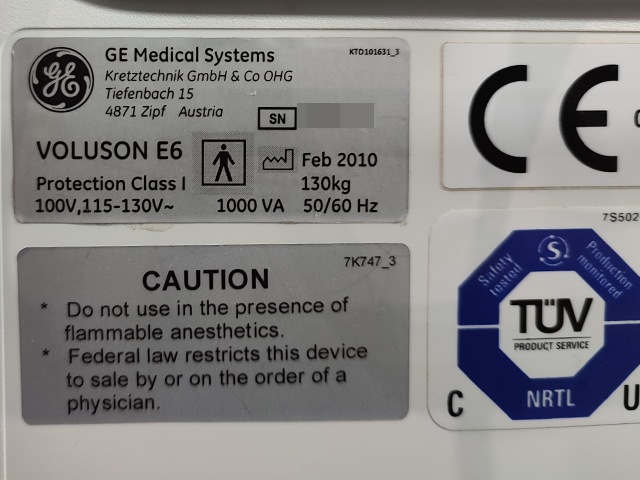 GE
GE Medical Systems
KTD101631_3
Kretztechnik GmbH & Co OHG
Tiefenbach 15
4871 Zipf Austria
SN
VOLUSON E6
Feb 2010
Protection Class I
130kg
100V,115-130V~ 1000 VA 50/60 Hz
7K747_3
CAUTION
* Do not use in the presence of
flammable anesthetics.
* Federal law restricts this device
to sale by or on the order of a
physician.
CE
7S502
Safety
tested
S
Production
monitored
TÜV
PRODUCT SERVICE
NRTL
C
U